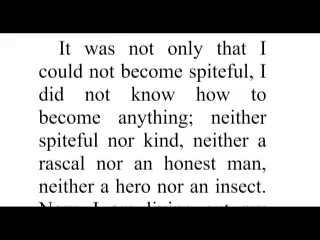 It was not only that I
could not become spiteful, I
did not know how to
become anything; neither
spiteful nor kind, neither a
rascal nor an honest man,
neither a hero nor an insect.